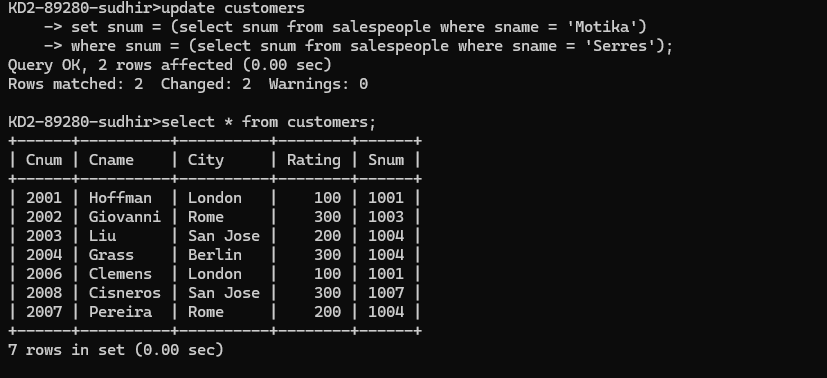 KD2-89280-sudhir>update customers
    -> set snum = (select snum from salespeople where sname = 'Motika')
    -> where snum = (select snum from salespeople where sname = 'Serres');
Query OK, 2 rows affected (0.00 sec)
Rows matched: 2  Changed: 2  Warnings: 0

KD2-89280-sudhir>select * from customers;
+------+----------+----------+--------+------+
| Cnum | Cname    | City     | Rating | Snum |
+------+----------+----------+--------+------+
| 2001 | Hoffman  | London   |    100 | 1001 |
| 2002 | Giovanni | Rome     |    300 | 1003 |
| 2003 | Liu      | San Jose |    200 | 1004 |
| 2004 | Grass    | Berlin   |    300 | 1004 |
| 2006 | Clemens  | London   |    100 | 1001 |
| 2008 | Cisneros | San Jose |    300 | 1007 |
| 2007 | Pereira  | Rome     |    200 | 1004 |
+------+----------+----------+--------+------+
7 rows in set (0.00 sec)